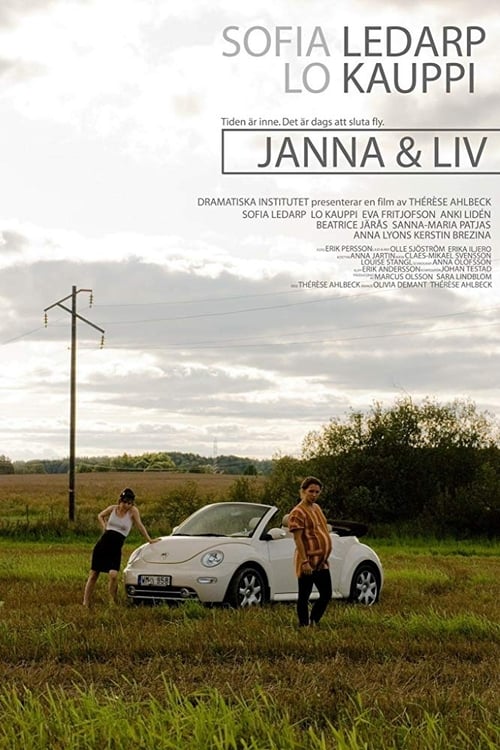 SOFIA LEDARP
LO KAUPPI
Tiden är inne. Det är dags att sluta fly.
JANNA & LIV
DRAMATISKA INSTITUTET presenterar en film av THÉRÈSE AHLBECK
SOFIA LEDARP LO KAUPPI EVA FRITJOFSON ANKI LIDÉN
BEATRICE JÄRÅS SANNA-MARIA PATJAS
ANNA LYONS KERSTIN BREZINA
ERIK PERSSON OLLE SJÖSTRÖM ERIKA ILJERO
ANNA JARTIN CLAES-MIKAEL SVENSSON
LOUISE STANGL ANNA OLOFSSON
ERIK ANDERSSON JOHAN TESTAD
MARCUS OLSSON SARA LINDBLOM
THÉRÈSE AHLBECK OLIVIA DEMANT THÉRÈSE AHLBECK